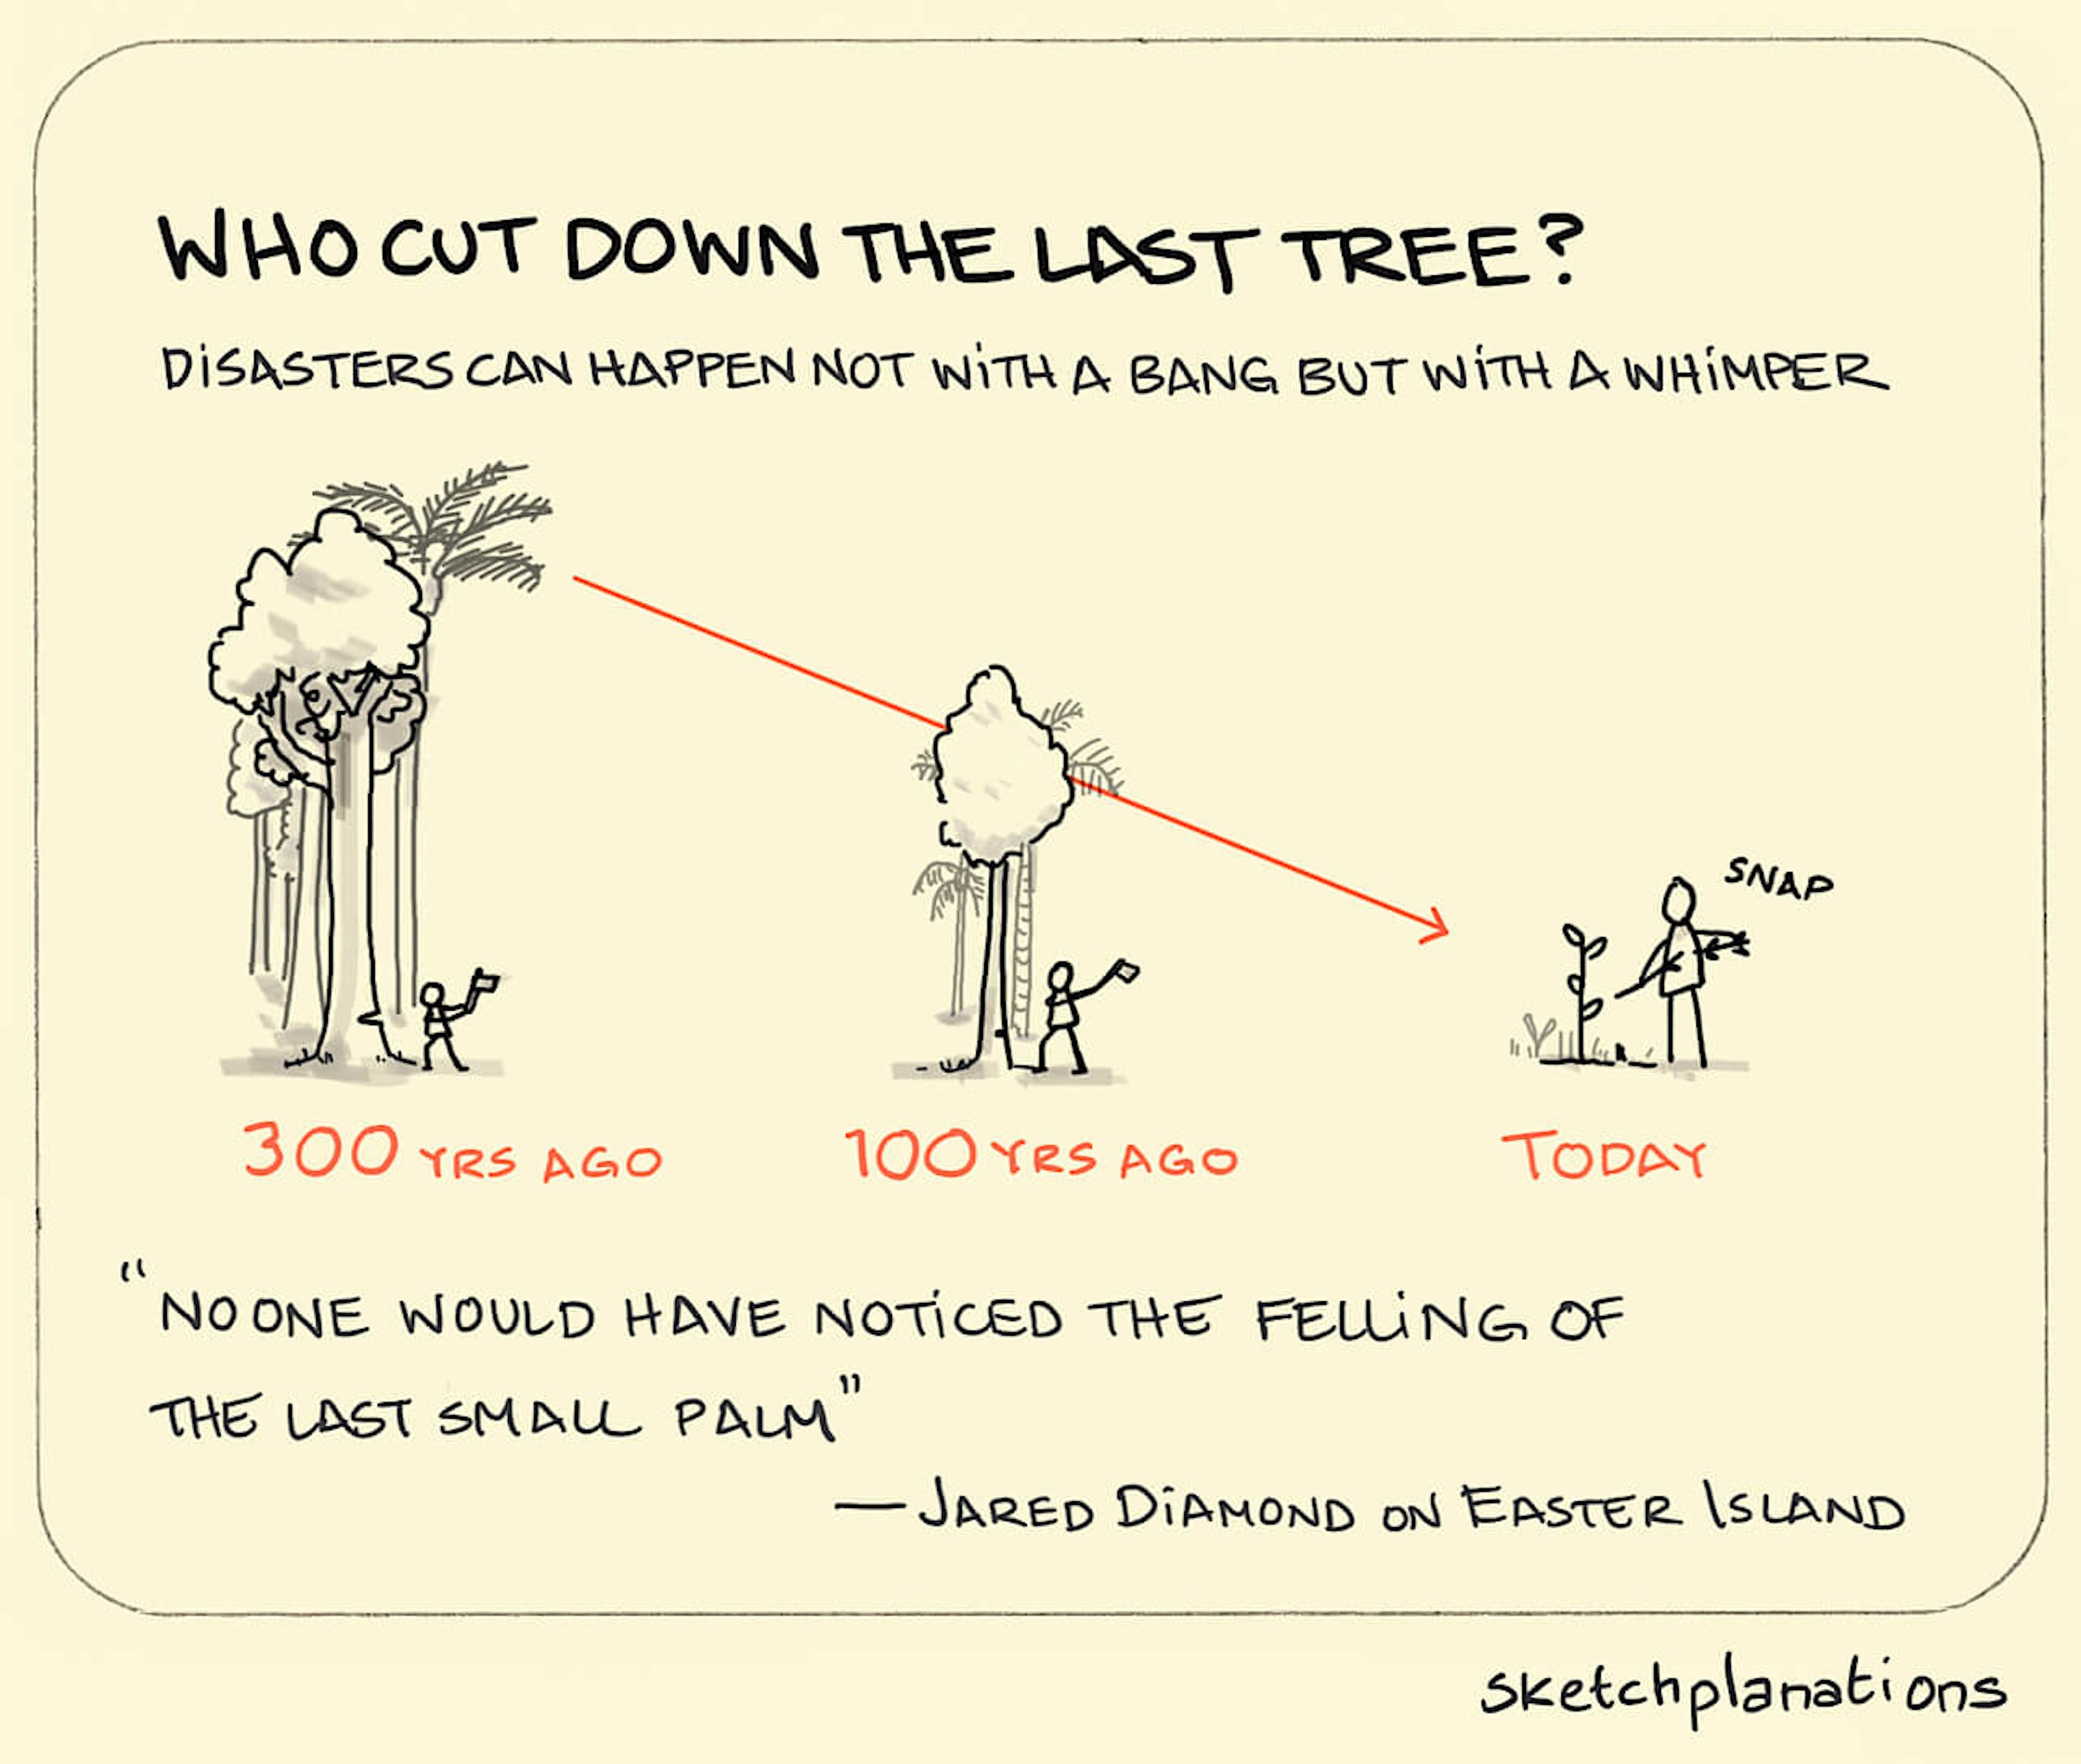 WHO CUT DOWN THE LAST TREE?
DiSASTERS CAN HAPPEN NOT WiTH A BANG BUT WiTH A WHiMPER
SNAP
300 YRS AGO
100 YRS AGO
TODAY
"NO ONE WOULD HAVE NOTiCED THE FELLiNG OF
THE LAST SMALL PALM"
— JARED DiAMOND ON EASTER ISLAND
sketchplanations